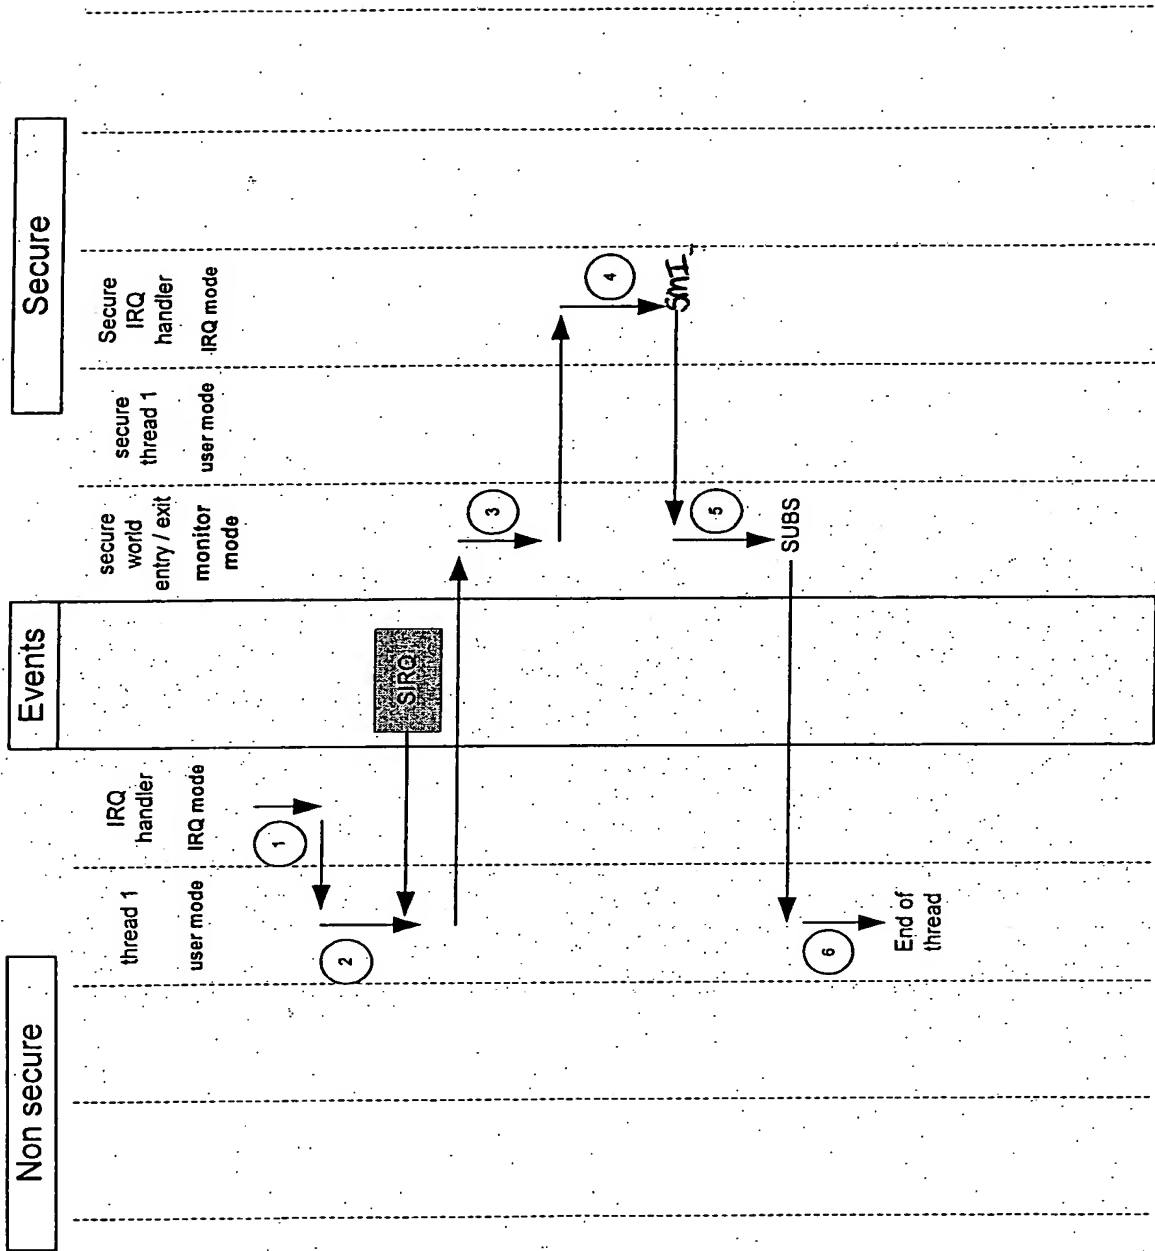 Non secure
Events
Secure
thread 1
user mode
IRQ
handler
IRQ mode
secure
world
entry / exit
monitor
mode
secure
thread 1
user mode
Secure
IRQ
handler
IRQ mode
1
2
SIRQ
3
4
SMI
5
SUBS
6
End of
thread